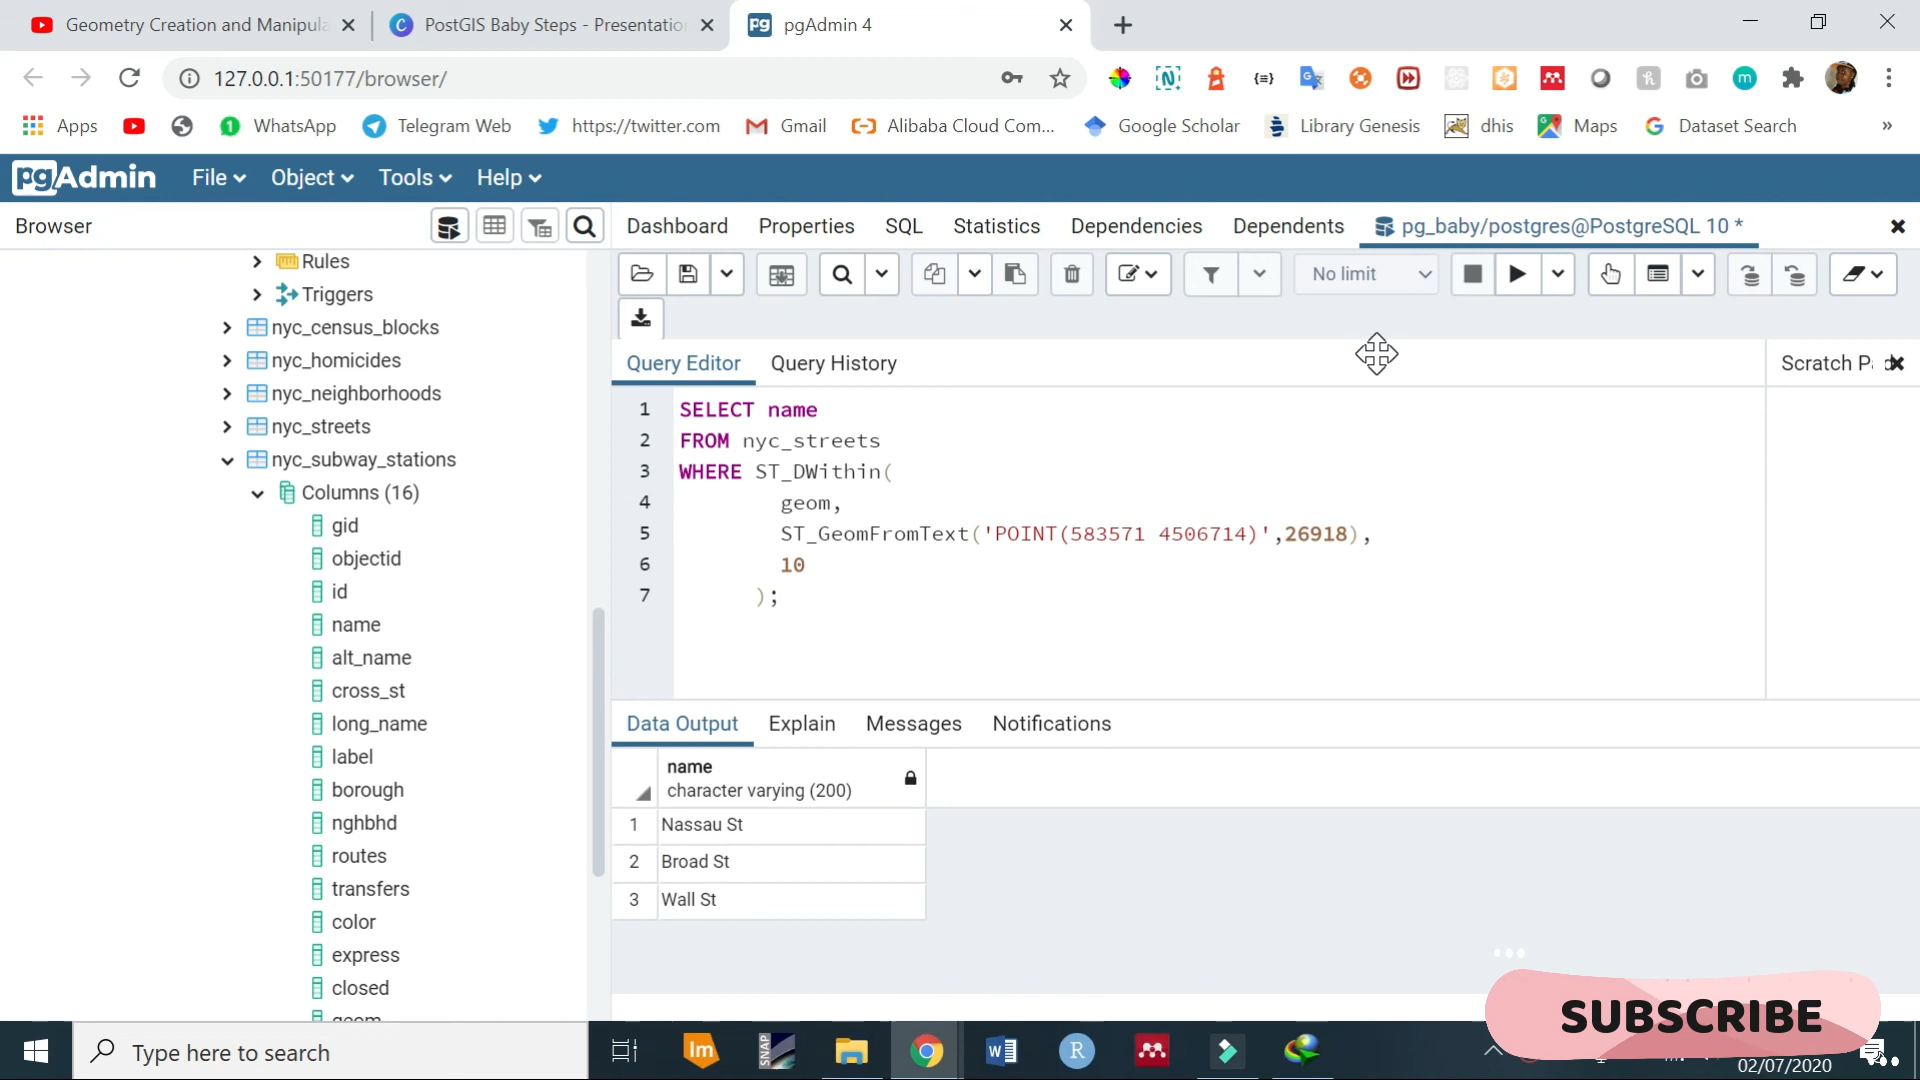 Geometry Creation and Manipula
PostGIS Baby Steps - Presentation
pgAdmin 4
127.0.0.1:50177/browser/
Apps
WhatsApp
Telegram Web
https://twitter.com
Gmail
Alibaba Cloud Com...
Google Scholar
Library Genesis
dhis
Maps
Dataset Search
»
pgAdmin
File
Object
Tools
Help
Browser
Dashboard
Properties
SQL
Statistics
Dependencies
Dependents
pg_baby/postgres@PostgreSQL 10 *
Rules
Triggers
nyc_census_blocks
nyc_homicides
nyc_neighborhoods
nyc_streets
nyc_subway_stations
Columns (16)
gid
objectid
id
name
alt_name
cross_st
long_name
label
borough
nghbhd
routes
transfers
color
express
closed
geom
No limit
Query Editor
Query History
Scratch P
1 SELECT name
2 FROM nyc_streets
3 WHERE ST_DWithin(
4 geom,
5 ST_GeomFromText('POINT(583571 4506714)',26918),
6 10
7 );
Data Output
Explain
Messages
Notifications
name
character varying (200)
1 Nassau St
2 Broad St
3 Wall St
SUBSCRIBE
Type here to search
Im
SNAP
W
R
02/07/2020